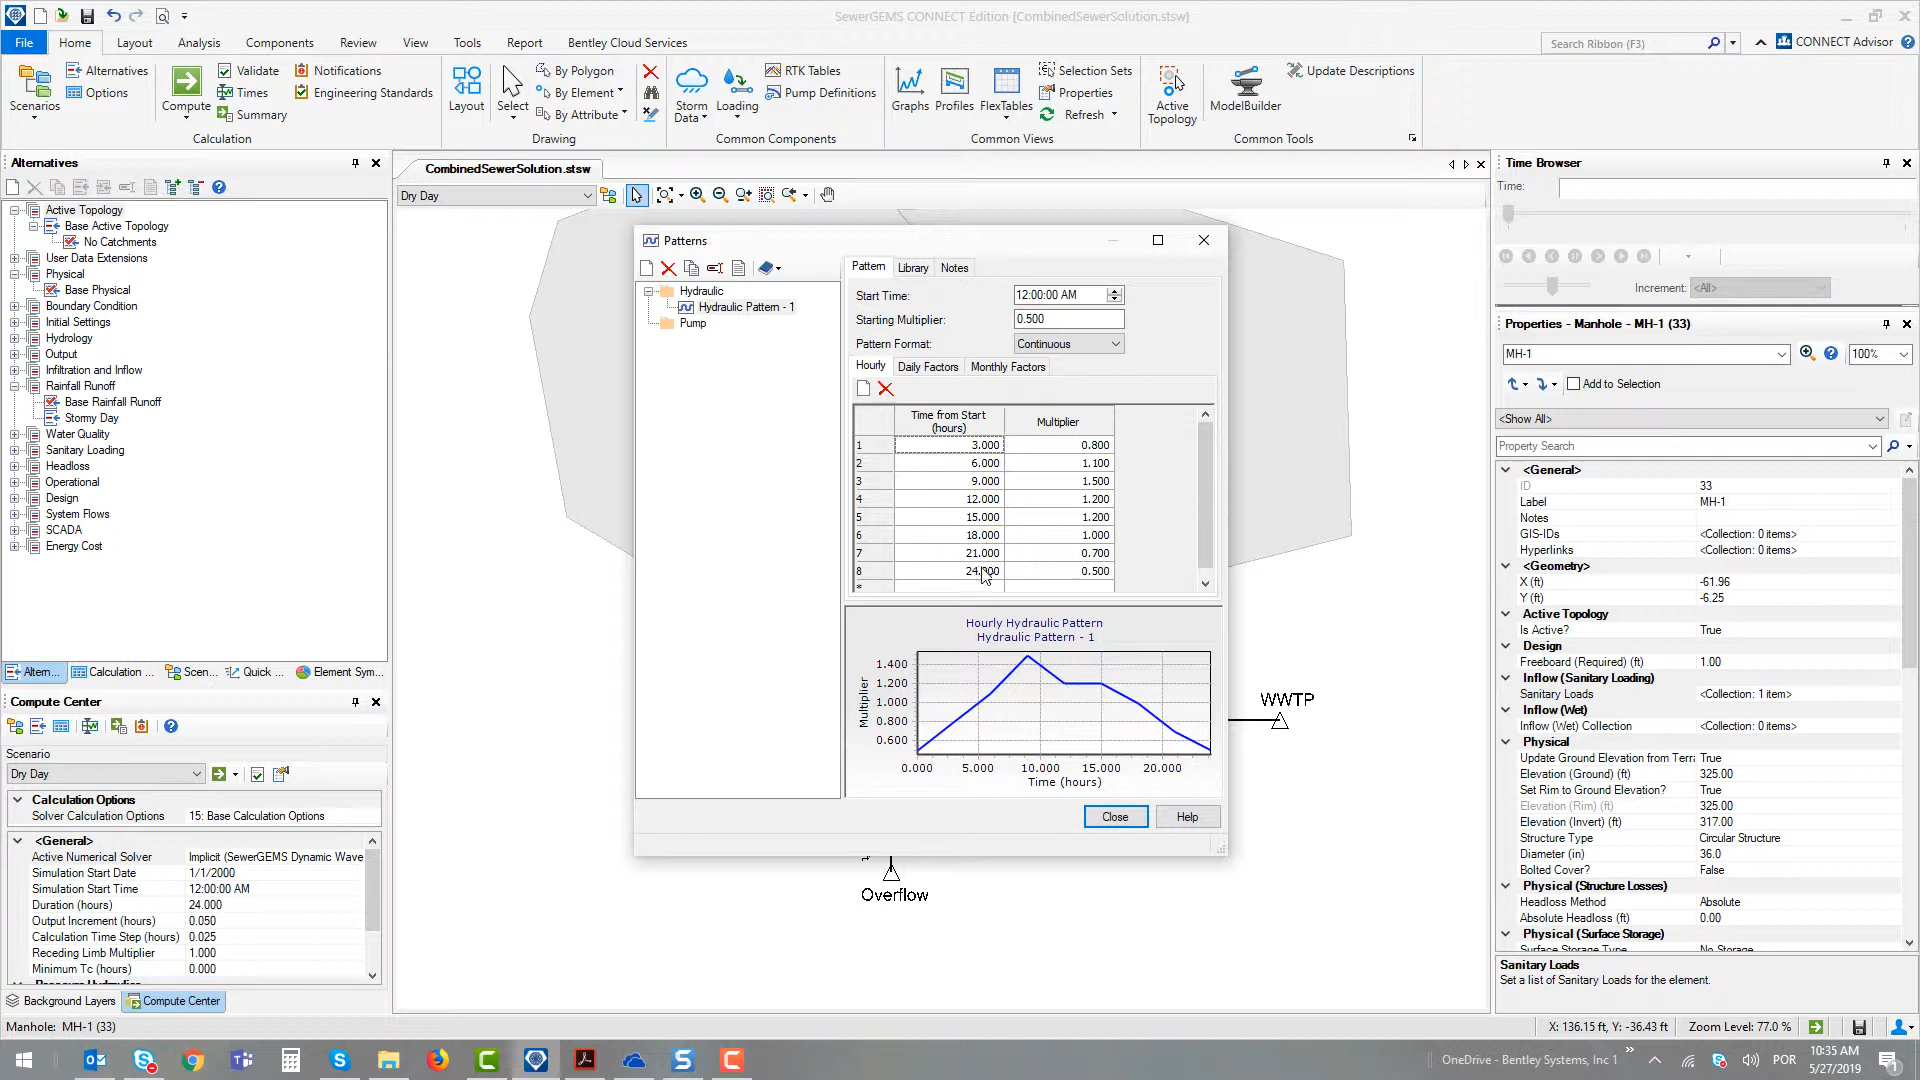 SewerGEMS CONNECT Edition [CombinedSewerSolution.stsw]
File Home Layout Analysis Components Review View Tools Report Bentley Cloud Services Search Ribbon (F3) CONNECT Advisor
Scenarios Alternatives Options
Compute Validate Times Summary Notifications Engineering Standards
Calculation
Layout Select By Polygon By Element By Attribute
Drawing
Storm Data Loading RTK Tables Pump Definitions
Common Components
Graphs Profiles FlexTables Selection Sets Properties Refresh
Common Views
Active Topology ModelBuilder Update Descriptions
Common Tools
Alternatives
Active Topology
Base Active Topology
No Catchments
User Data Extensions
Physical
Base Physical
Boundary Condition
Initial Settings
Hydrology
Output
Infiltration and Inflow
Rainfall Runoff
Base Rainfall Runoff
Stormy Day
Water Quality
Sanitary Loading
Headloss
Operational
Design
System Flows
SCADA
Energy Cost
Altern... Calculation ... Scen... Quick ... Element Sym...
Compute Center
Scenario
Dry Day
Calculation Options
Solver Calculation Options 15: Base Calculation Options
<General>
Active Numerical Solver Implicit (SewerGEMS Dynamic Wave
Simulation Start Date 1/1/2000
Simulation Start Time 12:00:00 AM
Duration (hours) 24.000
Output Increment (hours) 0.050
Calculation Time Step (hours) 0.025
Receding Limb Multiplier 1.000
Minimum Tc (hours) 0.000
Background Layers Compute Center
CombinedSewerSolution.stsw
Dry Day
Patterns
Hydraulic
Hydraulic Pattern - 1
Pump
Pattern Library Notes
Start Time: 12:00:00 AM
Starting Multiplier: 0.500
Pattern Format: Continuous
Hourly Daily Factors Monthly Factors
Time from Start (hours) Multiplier
1 3.000 0.800
2 6.000 1.100
3 9.000 1.500
4 12.000 1.200
5 15.000 1.200
6 18.000 1.000
7 21.000 0.700
8 24.000 0.500
*
Hourly Hydraulic Pattern
Hydraulic Pattern - 1
Multiplier
1.400
1.200
1.000
0.800
0.600
0.000 5.000 10.000 15.000 20.000
Time (hours)
Close Help
WWTP
Overflow
Time Browser
Time:
Increment: <All>
Properties - Manhole - MH-1 (33)
MH-1 100%
Add to Selection
<Show All>
Property Search
<General>
ID 33
Label MH-1
Notes
GIS-IDs <Collection: 0 items>
Hyperlinks <Collection: 0 items>
<Geometry>
X (ft) -61.96
Y (ft) -6.25
Active Topology
Is Active? True
Design
Freeboard (Required) (ft) 1.00
Inflow (Sanitary Loading)
Sanitary Loads <Collection: 1 item>
Inflow (Wet)
Inflow (Wet) Collection <Collection: 0 items>
Physical
Update Ground Elevation from Terra True
Elevation (Ground) (ft) 325.00
Set Rim to Ground Elevation? True
Elevation (Rim) (ft) 325.00
Elevation (Invert) (ft) 317.00
Structure Type Circular Structure
Diameter (in) 36.0
Bolted Cover? False
Physical (Structure Losses)
Headloss Method Absolute
Absolute Headloss (ft) 0.00
Physical (Surface Storage)
Surface Storage Type No Storage
Sanitary Loads
Set a list of Sanitary Loads for the element.
Manhole: MH-1 (33) X: 136.15 ft, Y: -36.43 ft Zoom Level: 77.0 %
OneDrive - Bentley Systems, Inc 1 POR 10:35 AM
5/27/2019